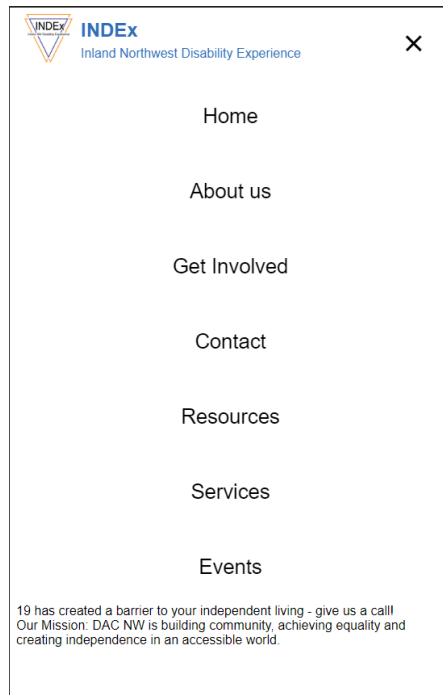 INDEx
INDEx
Inland Northwest Disability Experience
Home
About us
Get Involved
Contact
Resources
Services
Events
19 has created a barrier to your independent living - give us a call!
Our Mission: DAC NW is building community, achieving equality and
creating independence in an accessible world.